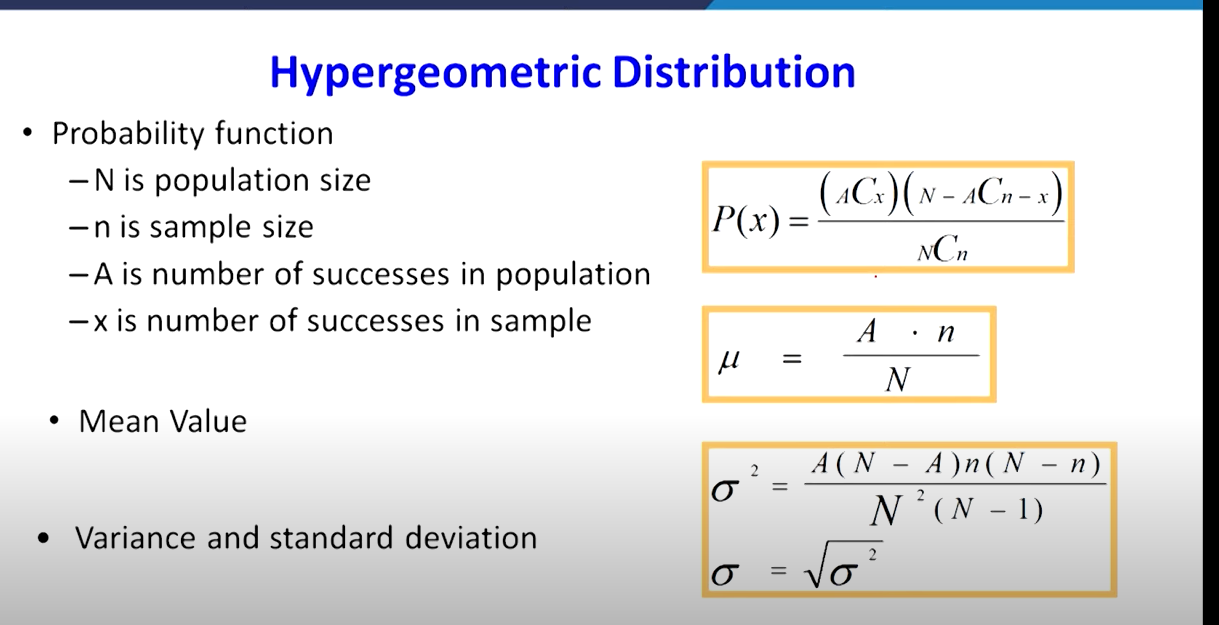 Hypergeometric Distribution
• Probability function
– N is population size
– n is sample size
– A is number of successes in population
– x is number of successes in sample
P(x) = (ACx)(N – ACn – x)
NCn
• Mean Value
μ = A · n
N
• Variance and standard deviation
σ² = A ( N – A ) n ( N – n )
N ² ( N – 1 )
σ = √σ²